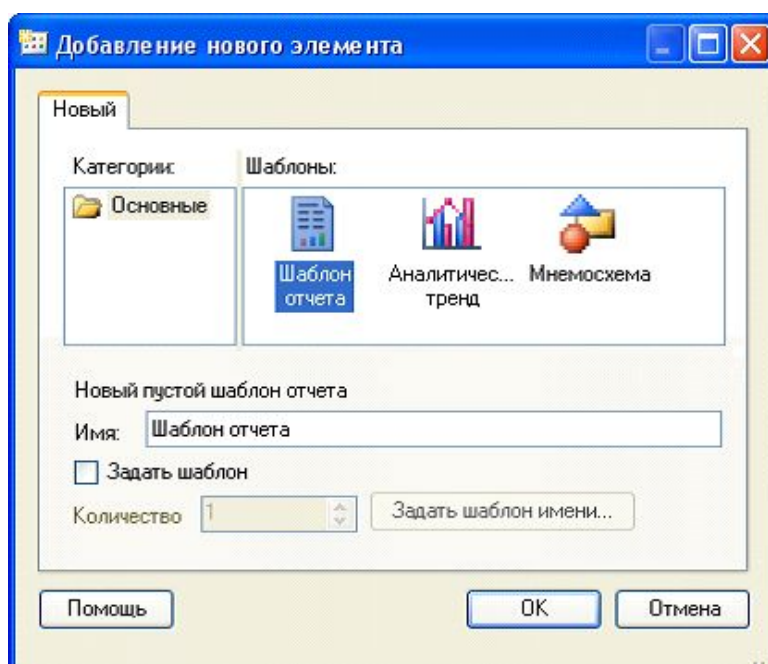 Добавление нового элемента
Новый
Категории: Шаблоны:
Основные
Шаблон отчета
Аналитичес... тренд
Мнемосхема
Новый пустой шаблон отчета
Имя: Шаблон отчета
Задать шаблон
Количество 1 Задать шаблон имени...
Помощь OK Отмена